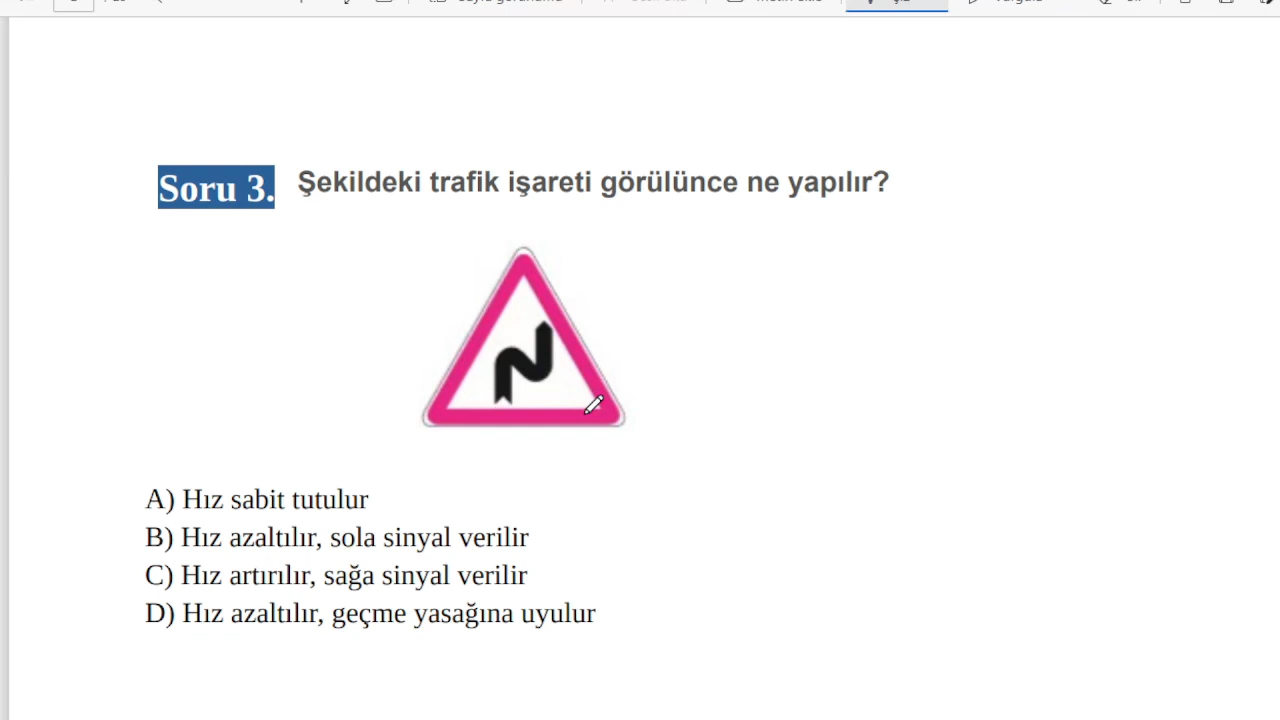 Soru 3. Şekildeki trafik işareti görülünce ne yapılır?
A) Hız sabit tutulur
B) Hız azaltılır, sola sinyal verilir
C) Hız artırılır, sağa sinyal verilir
D) Hız azaltılır, geçme yasağına uyulur